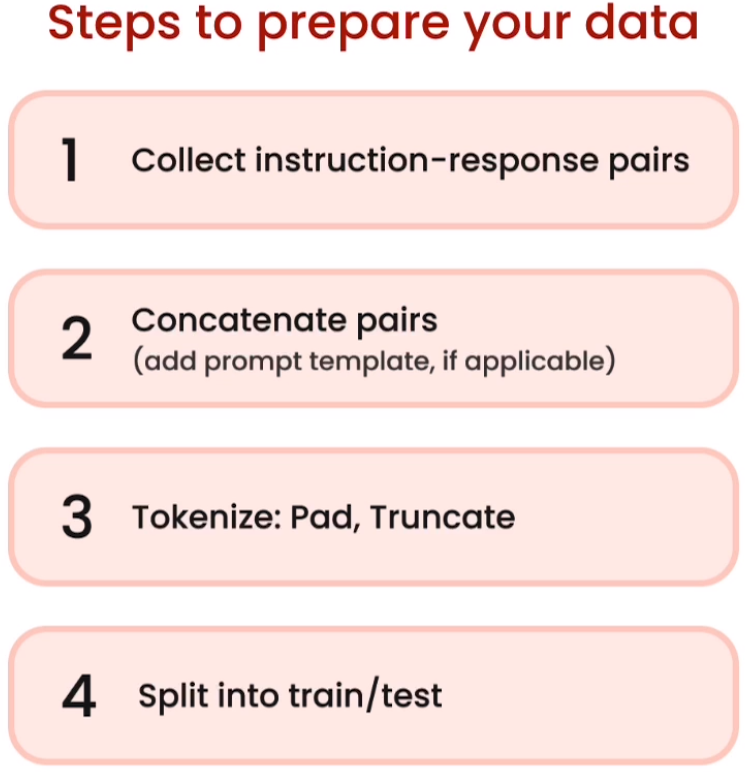 Steps to prepare your data
1 Collect instruction-response pairs
2 Concatenate pairs
(add prompt template, if applicable)
3 Tokenize: Pad, Truncate
4 Split into train/test